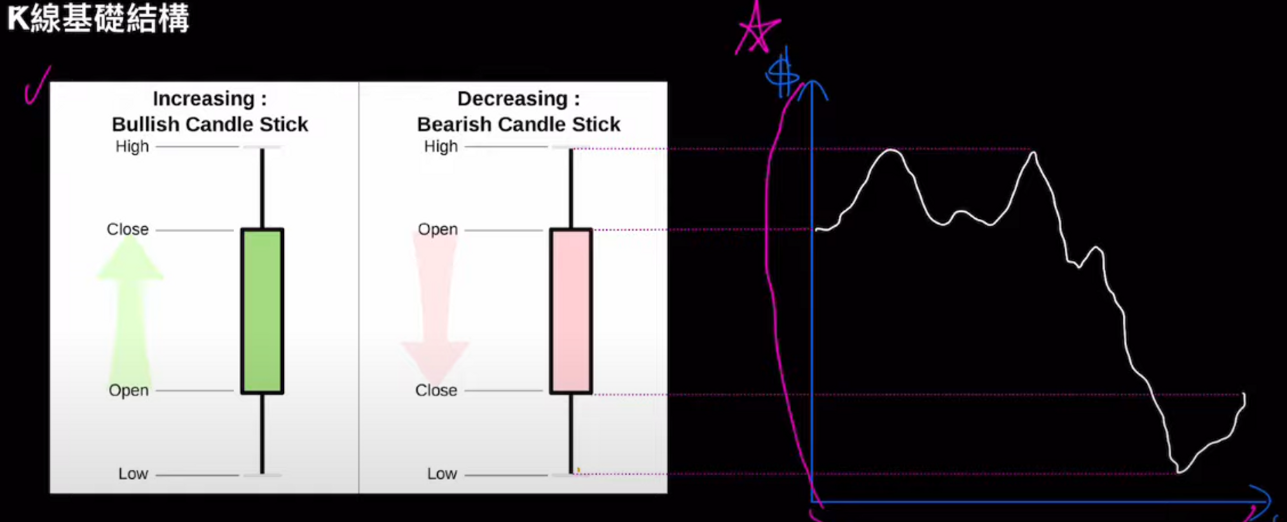 K線基礎結構
$
Increasing :
Bullish Candle Stick
High
Close
Open
Low
Decreasing :
Bearish Candle Stick
High
Open
Close
Low